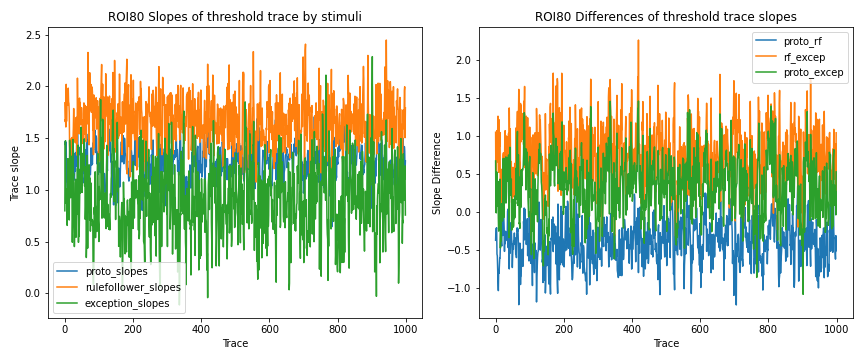 ROI80 Slopes of threshold trace by stimuli
2.5
2.0
1.5
1.0
0.5
0.0
Trace slope
proto_slopes
rulefollower_slopes
exception_slopes
0 200 400 600 800 1000
Trace
ROI80 Differences of threshold trace slopes
2.0
1.5
1.0
0.5
0.0
−0.5
−1.0
Slope Difference
proto_rf
rf_excep
proto_excep
0 200 400 600 800 1000
Trace